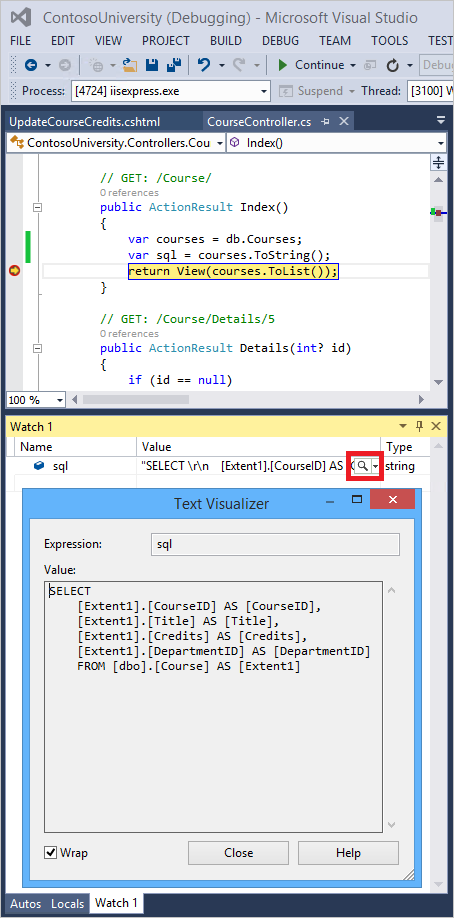 ContosoUniversity (Debugging) - Microsoft Visual Studio
FILE EDIT VIEW PROJECT BUILD DEBUG TEAM TOOLS TEST
Continue Debug
Process: [4724] iisexpress.exe Suspend Thread: [3100] W
UpdateCourseCredits.cshtml CourseController.cs
ContosoUniversity.Controllers.Cou Index()
// GET: /Course/
0 references
public ActionResult Index()
{
var courses = db.Courses;
var sql = courses.ToString();
return View(courses.ToList());
}
// GET: /Course/Details/5
0 references
public ActionResult Details(int? id)
{
if (id == null)
100 %
Watch 1
Name Value Type
sql "SELECT \r\n [Extent1].[CourseID] AS string
Text Visualizer
Expression: sql
Value:
SELECT
[Extent1].[CourseID] AS [CourseID],
[Extent1].[Title] AS [Title],
[Extent1].[Credits] AS [Credits],
[Extent1].[DepartmentID] AS [DepartmentID]
FROM [dbo].[Course] AS [Extent1]
Wrap Close Help
Autos Locals Watch 1